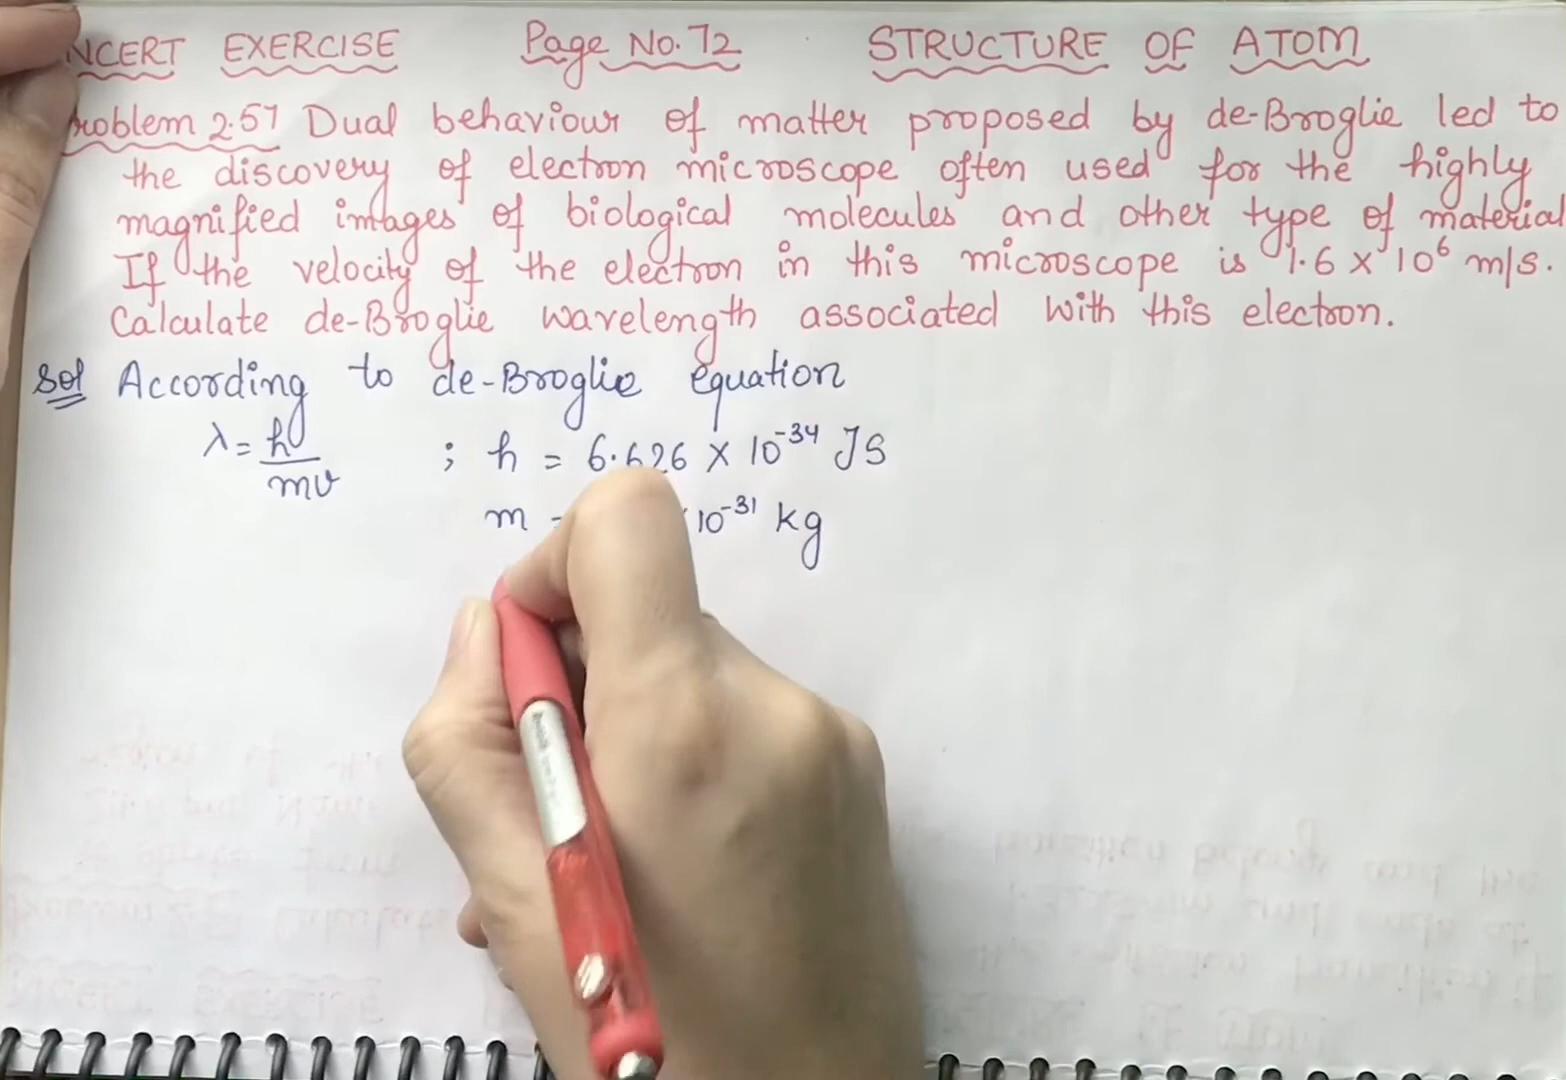 NCERT EXERCISE Page No. 72 STRUCTURE OF ATOM
roblem 2.57 Dual behaviour of matter proposed by de-Broglie led to
the discovery of electron microscope often used for the highly
magnified images of biological molecules and other type of material
If the velocity of the electron in this microscope is 1.6 × 10⁶ m/s.
Calculate de-Broglie wavelength associated with this electron.
Sol According to de-Broglie equation
λ = h/mv ; h = 6.626 × 10⁻³⁴ JS
m = 10⁻³¹ kg